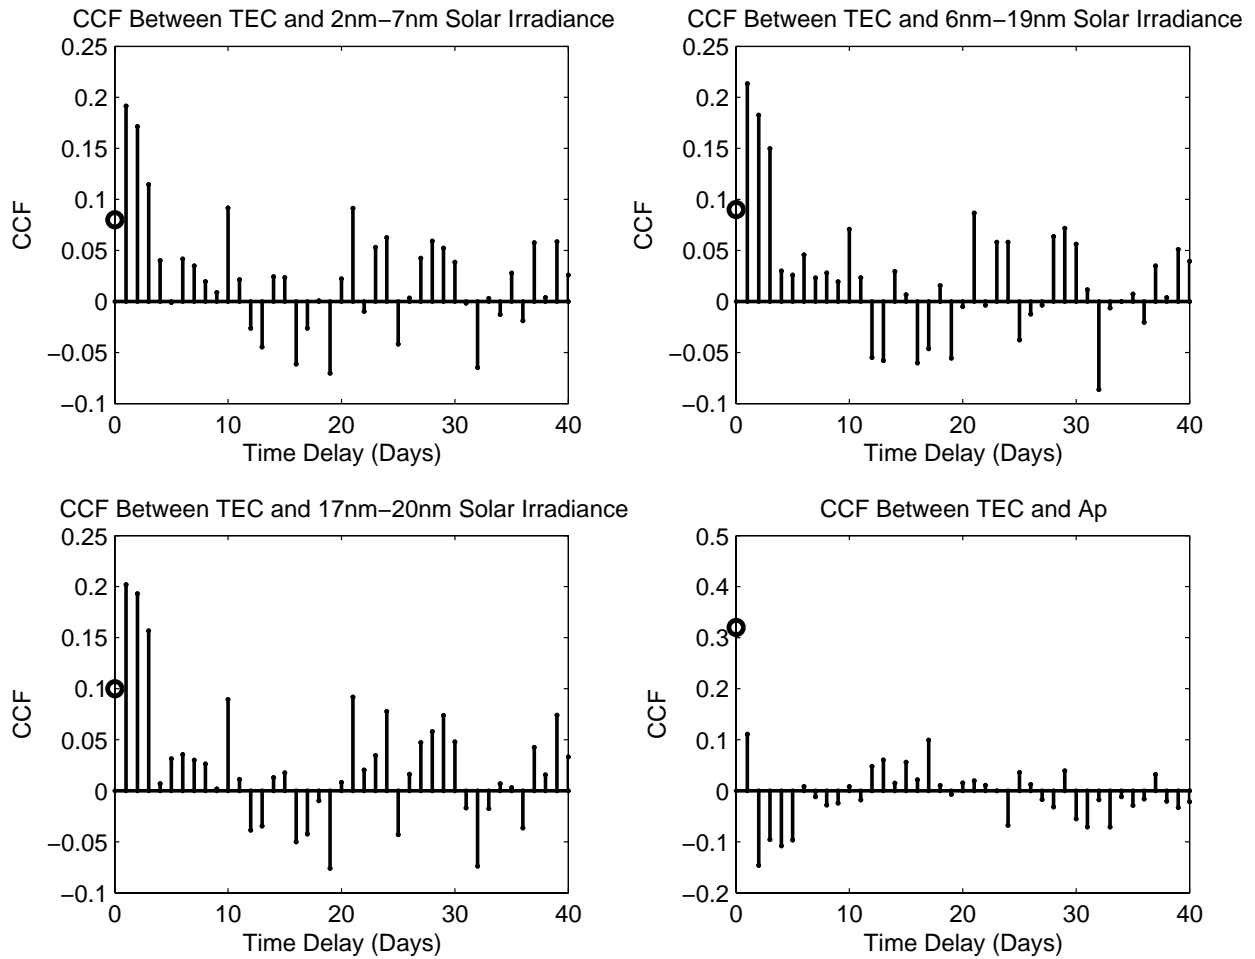 CCF Between TEC and 2nm−7nm Solar Irradiance
0.25
0.2
0.15
0.1
0.05
0
−0.05
−0.1
CCF
0 10 20 30 40
Time Delay (Days)
CCF Between TEC and 6nm−19nm Solar Irradiance
0.25
0.2
0.15
0.1
0.05
0
−0.05
−0.1
CCF
0 10 20 30 40
Time Delay (Days)
CCF Between TEC and 17nm−20nm Solar Irradiance
0.25
0.2
0.15
0.1
0.05
0
−0.05
−0.1
CCF
0 10 20 30 40
Time Delay (Days)
CCF Between TEC and Ap
0.5
0.4
0.3
0.2
0.1
0
−0.1
−0.2
CCF
0 10 20 30 40
Time Delay (Days)